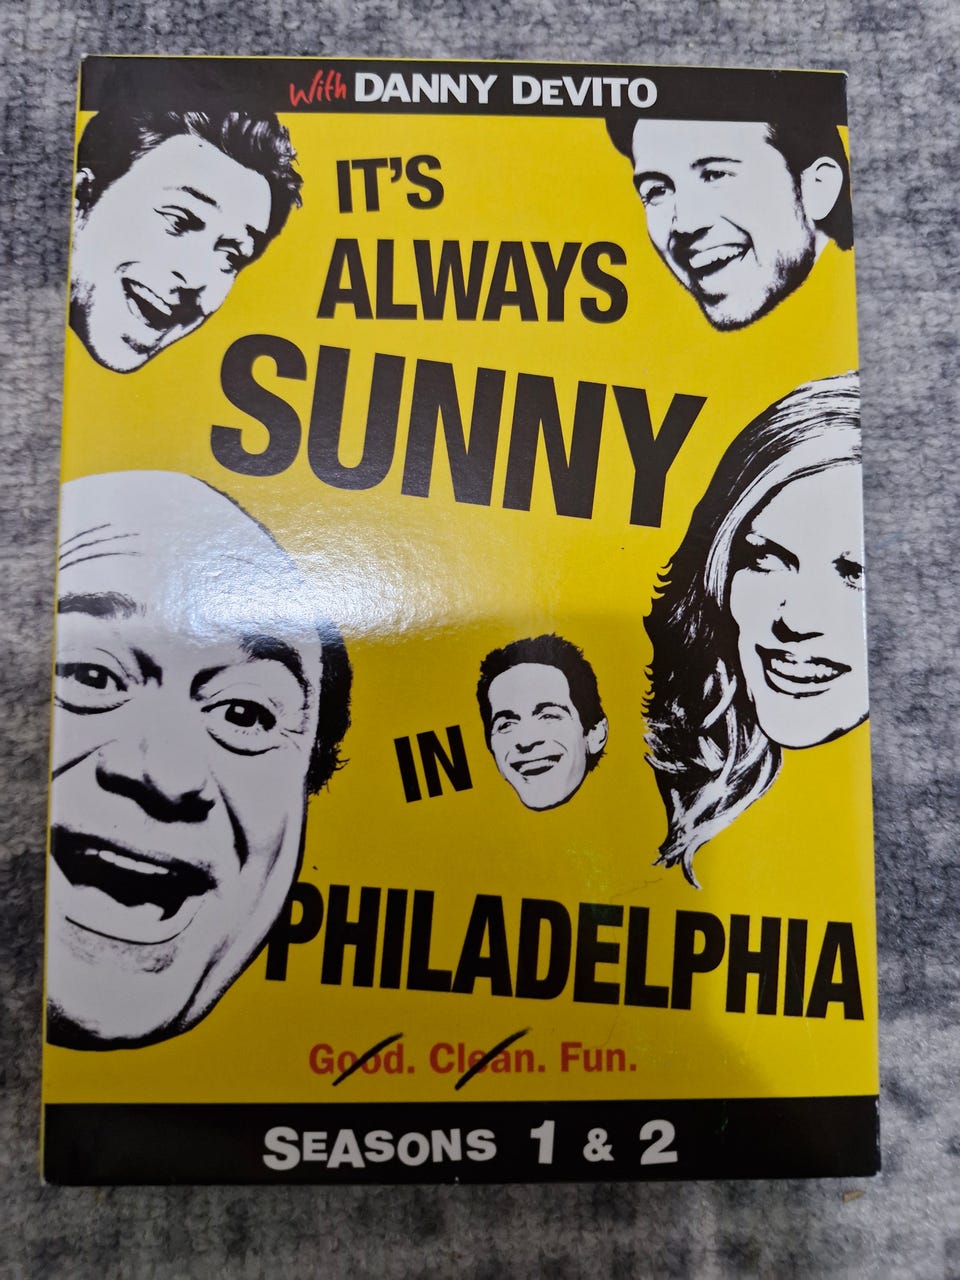 With DANNY DEVITO
IT'S
ALWAYS
SUNNY
IN
PHILADELPHIA
Good. Clean. Fun.
SEASONS 1 & 2